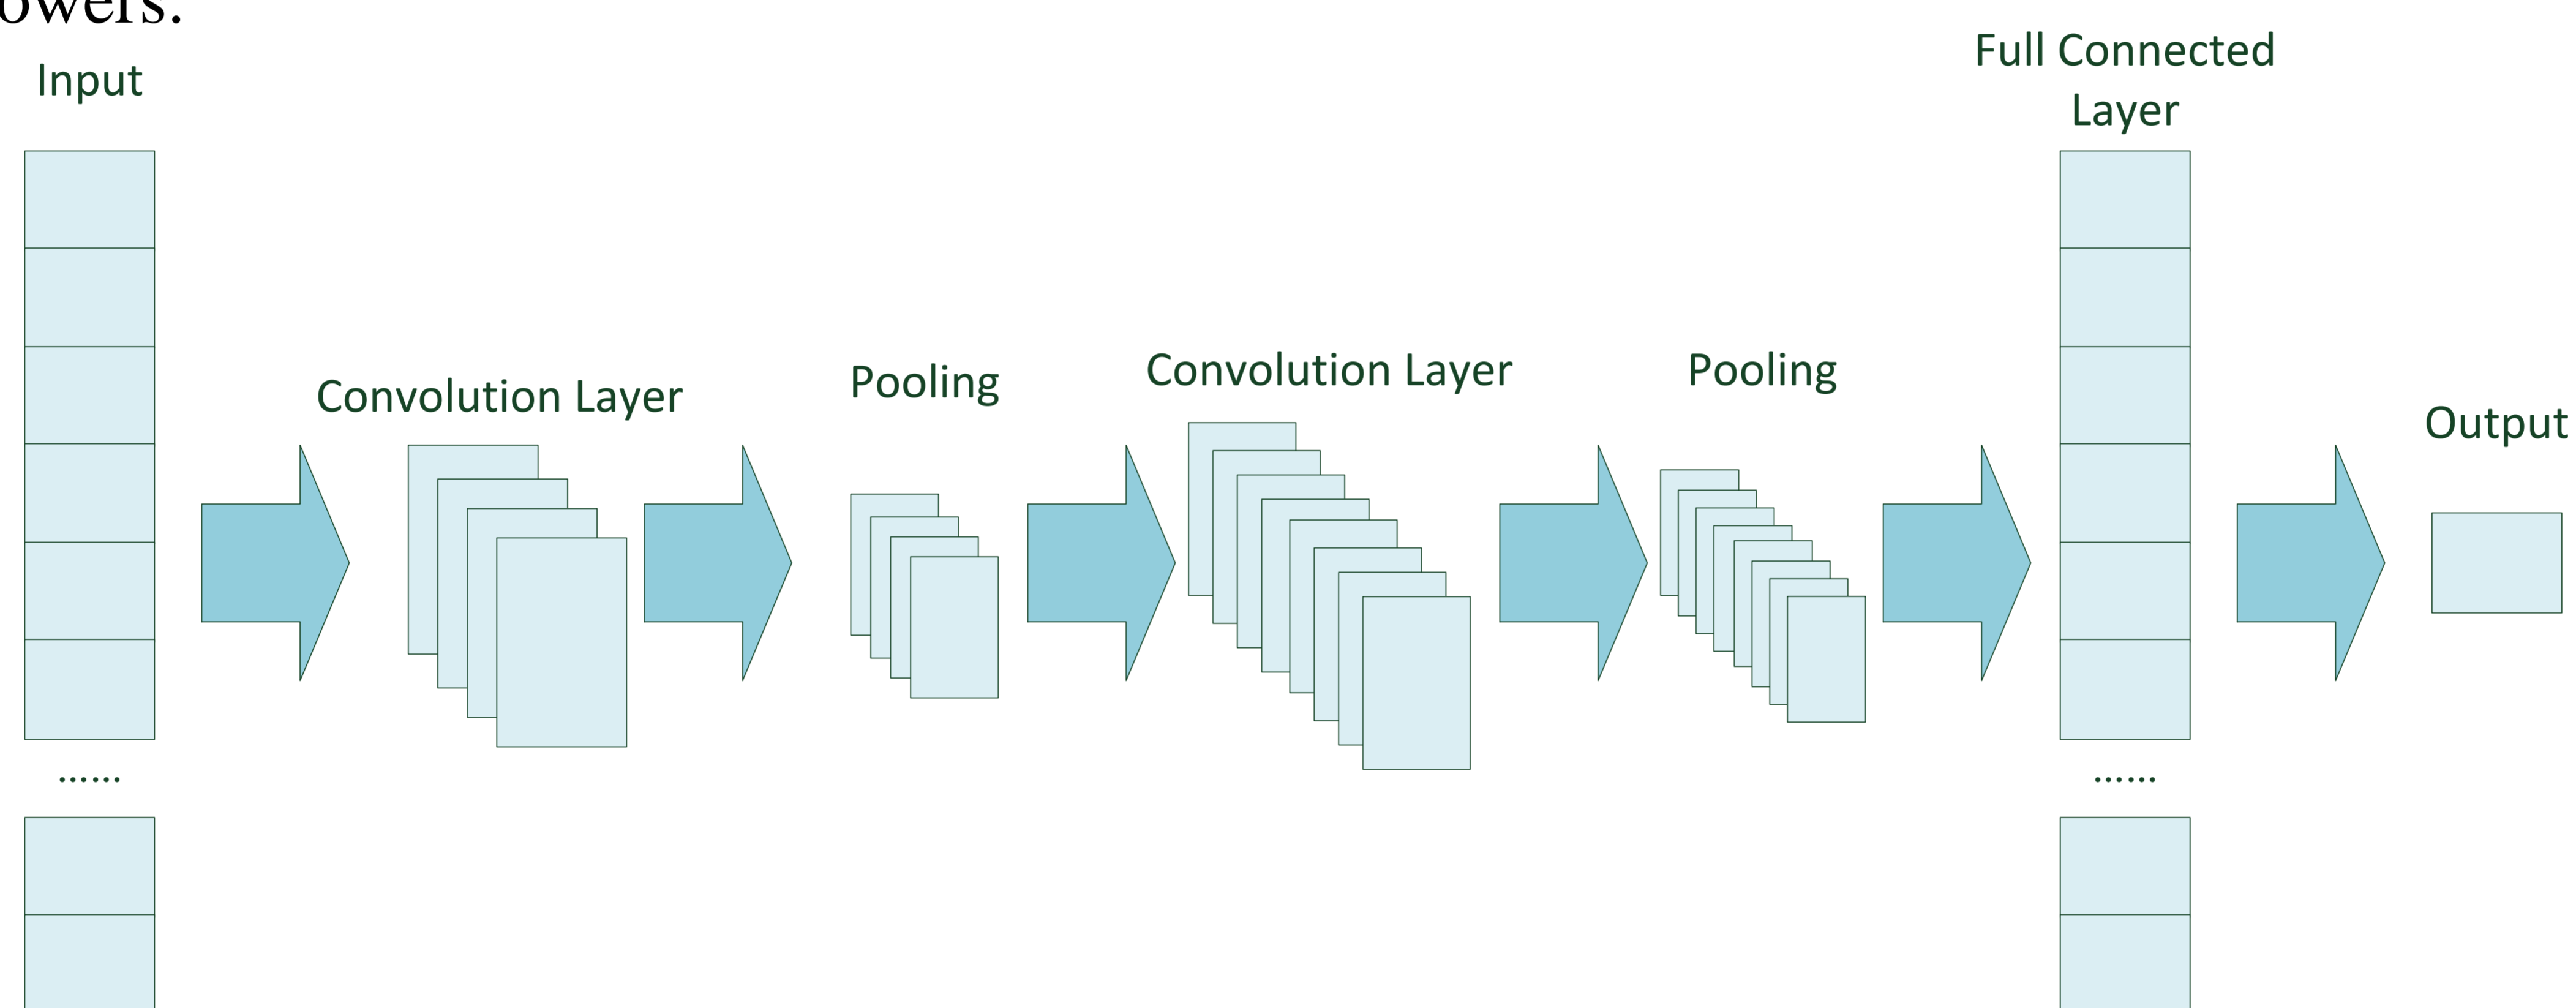 Input
Full Connected
Layer
Convolution Layer
Pooling
Convolution Layer
Pooling
Output
......
......